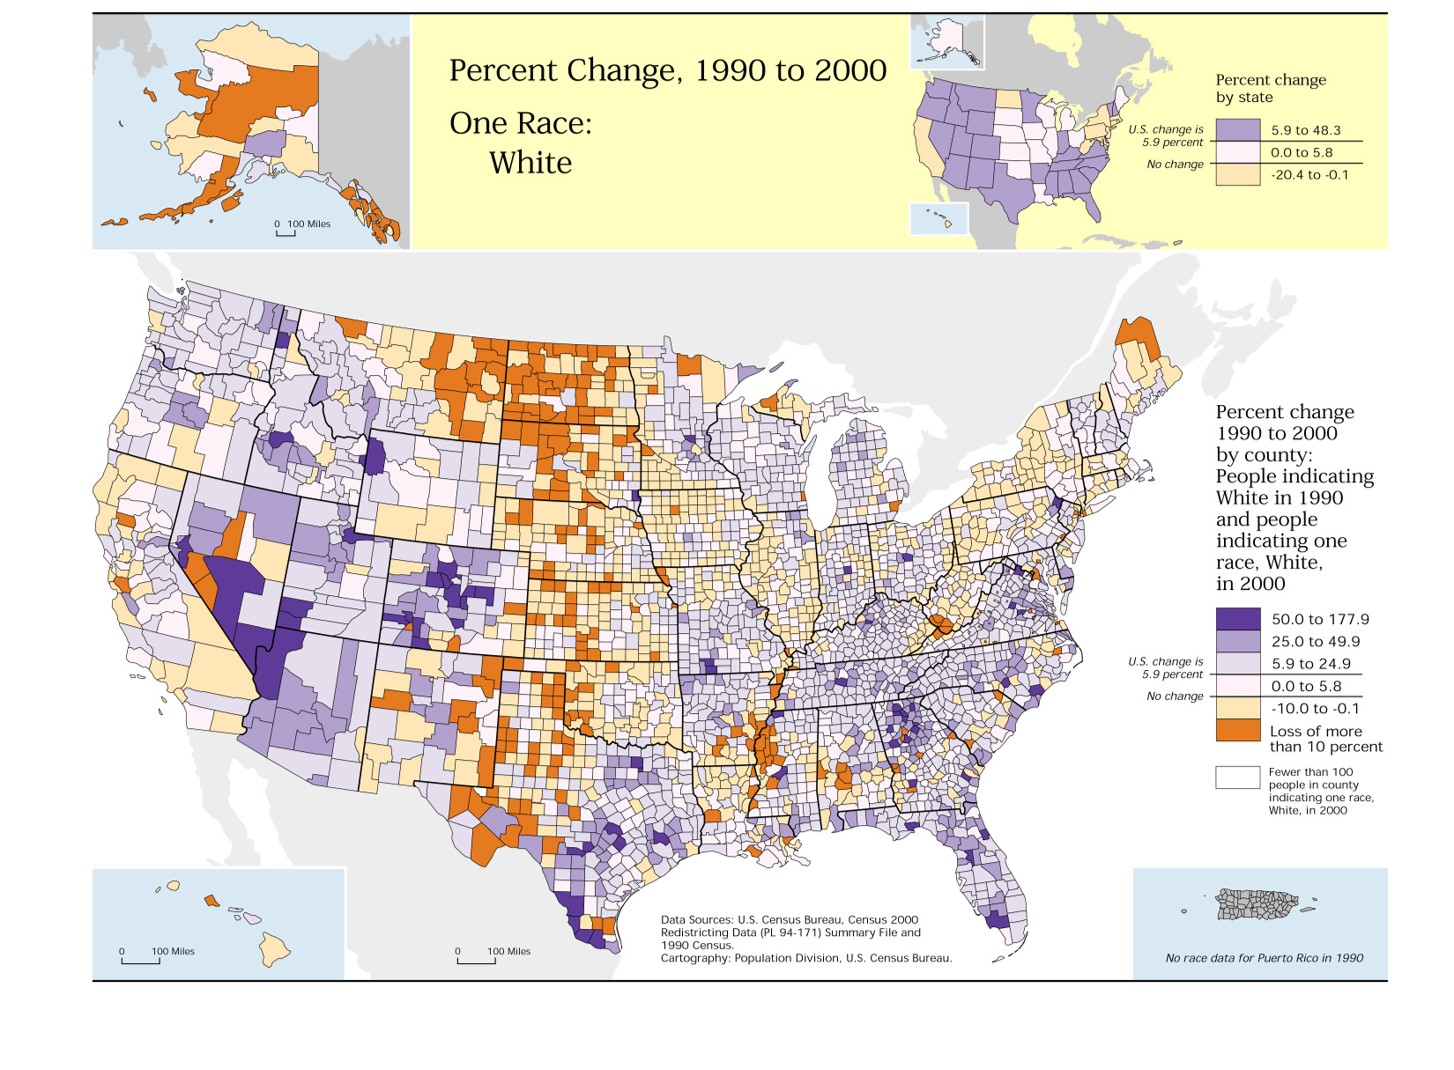 Percent Change, 1990 to 2000
One Race:
White
0 100 Miles
Percent change
by state
U.S. change is
5.9 percent
No change
5.9 to 48.3
0.0 to 5.8
-20.4 to -0.1
Percent change
1990 to 2000
by county:
People indicating
White in 1990
and people
indicating one
race, White,
in 2000
U.S. change is
5.9 percent
No change
50.0 to 177.9
25.0 to 49.9
5.9 to 24.9
0.0 to 5.8
-10.0 to -0.1
Loss of more
than 10 percent
Fewer than 100
people in county
indicating one race,
White, in 2000
0 100 Miles
0 100 Miles
Data Sources: U.S. Census Bureau, Census 2000
Redistricting Data (PL 94-171) Summary File and
1990 Census.
Cartography: Population Division, U.S. Census Bureau.
No race data for Puerto Rico in 1990